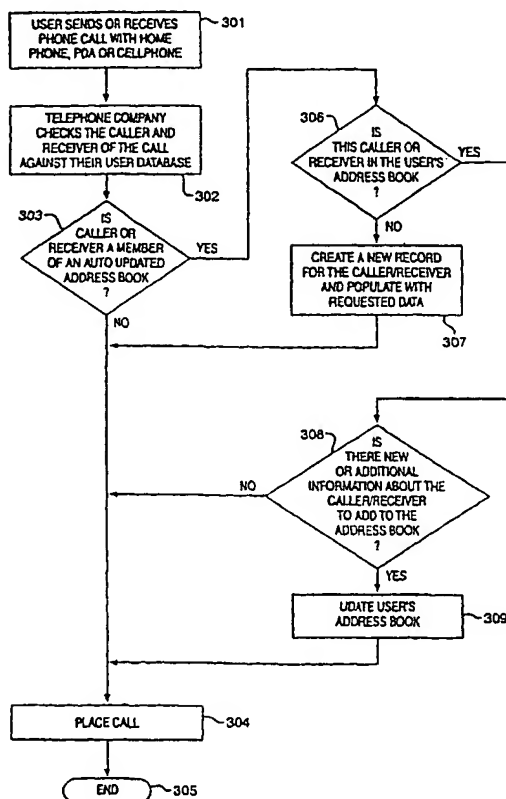 301
USER SENDS OR RECEIVES
PHONE CALL WITH HOME
PHONE, PDA OR CELLPHONE
TELEPHONE COMPANY
CHECKS THE CALLER AND
RECEIVER OF THE CALL
AGAINST THEIR USER DATABASE
302
303
IS
CALLER OR
RECEIVER A MEMBER
OF AN AUTO UPDATED
ADDRESS BOOK
?
YES
NO
306
IS
THIS CALLER OR
RECEIVER IN THE USER'S
ADDRESS BOOK
?
YES
NO
CREATE A NEW RECORD
FOR THE CALLER/RECEIVER
AND POPULATE WITH
REQUESTED DATA
307
308
IS
THERE NEW
OR ADDITIONAL
INFORMATION ABOUT THE
CALLER/RECEIVER
TO ADD TO THE
ADDRESS BOOK
?
NO
YES
UDATE USER'S
ADDRESS BOOK
309
PLACE CALL
304
END
305